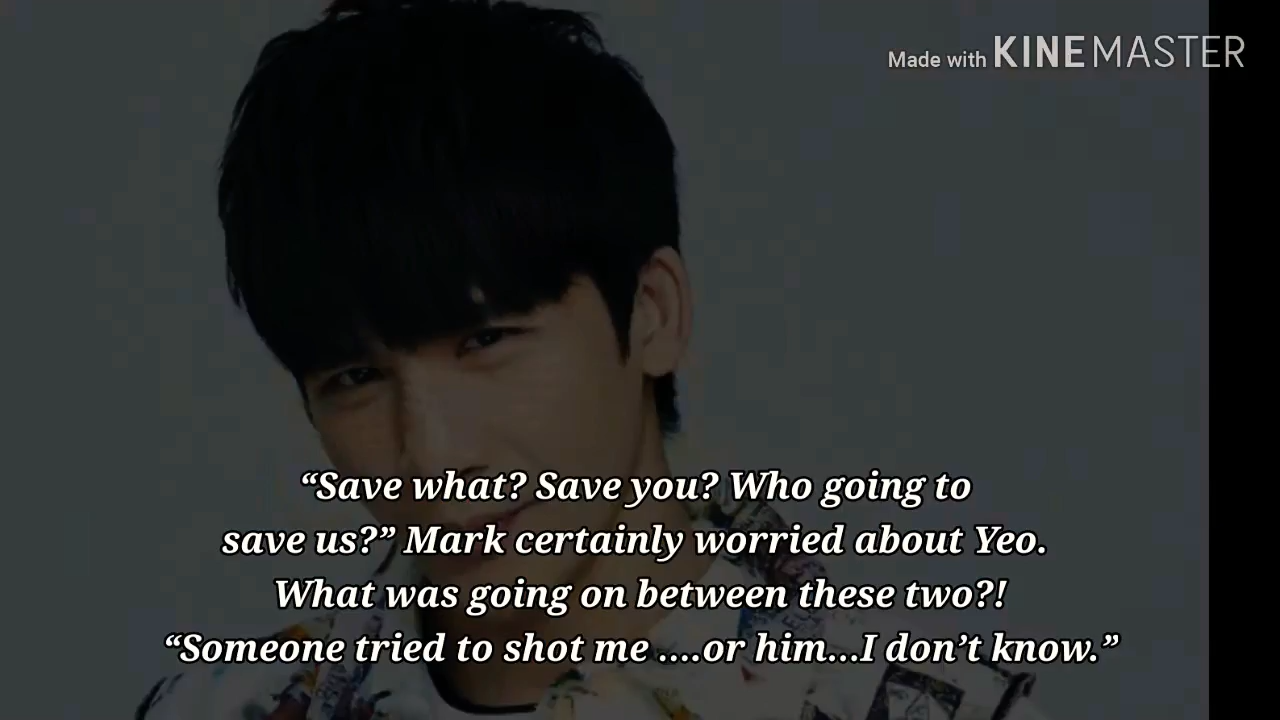 Made with KINEMASTER
“Save what? Save you? Who going to
save us?” Mark certainly worried about Yeo.
What was going on between these two?!
“Someone tried to shot me ....or him...I don’t know.”